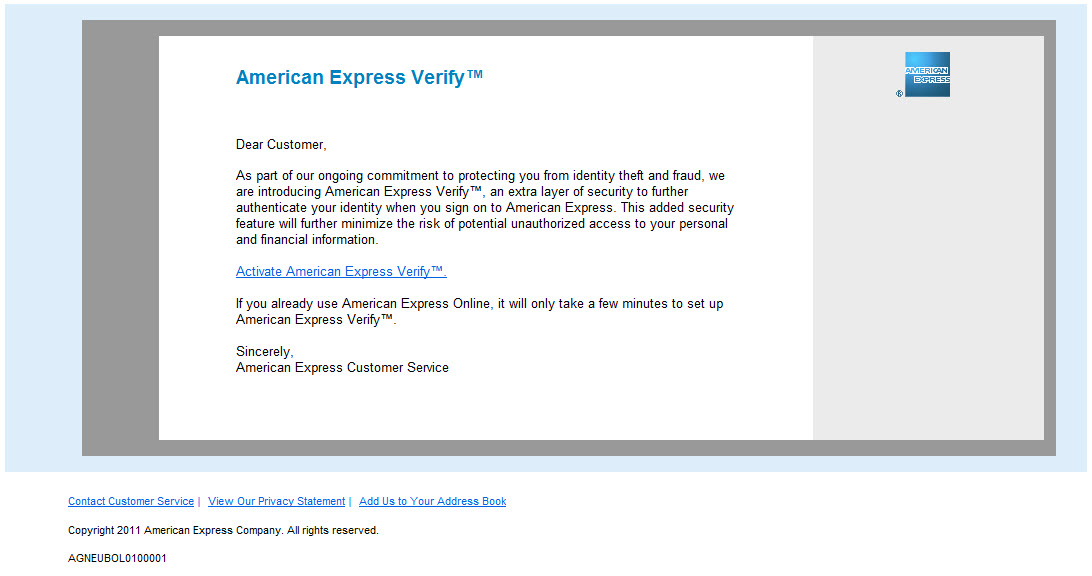 American Express Verify™
AMERICAN
EXPRESS
®
Dear Customer,
As part of our ongoing commitment to protecting you from identity theft and fraud, we
are introducing American Express Verify™, an extra layer of security to further
authenticate your identity when you sign on to American Express. This added security
feature will further minimize the risk of potential unauthorized access to your personal
and financial information.
Activate American Express Verify™.
If you already use American Express Online, it will only take a few minutes to set up
American Express Verify™.
Sincerely,
American Express Customer Service
Contact Customer Service | View Our Privacy Statement | Add Us to Your Address Book
Copyright 2011 American Express Company. All rights reserved.
AGNEUBOL0100001